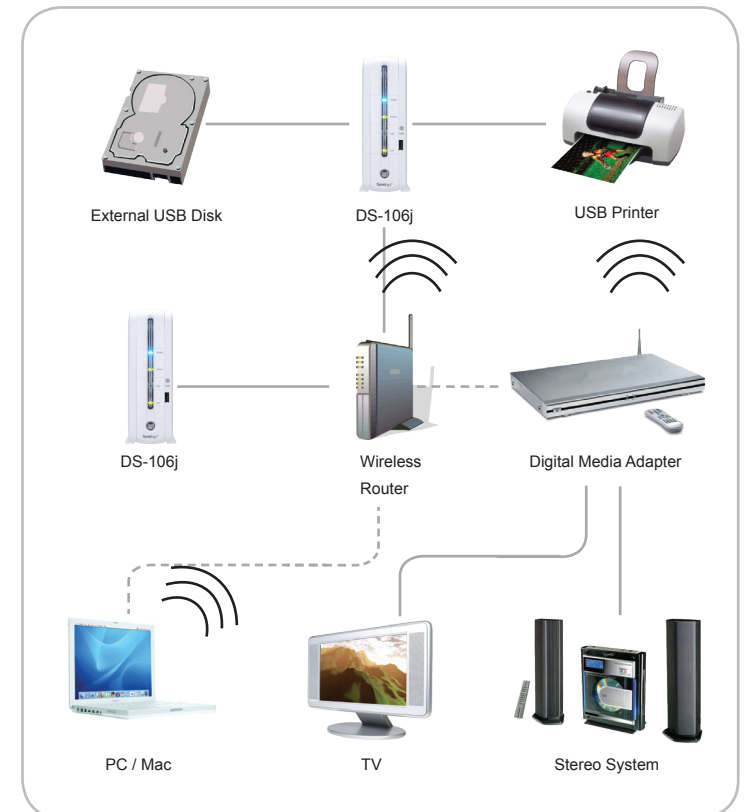 External USB Disk
DS-106j
USB Printer
DS-106j
Wireless
Router
Digital Media Adapter
PC / Mac
TV
Stereo System